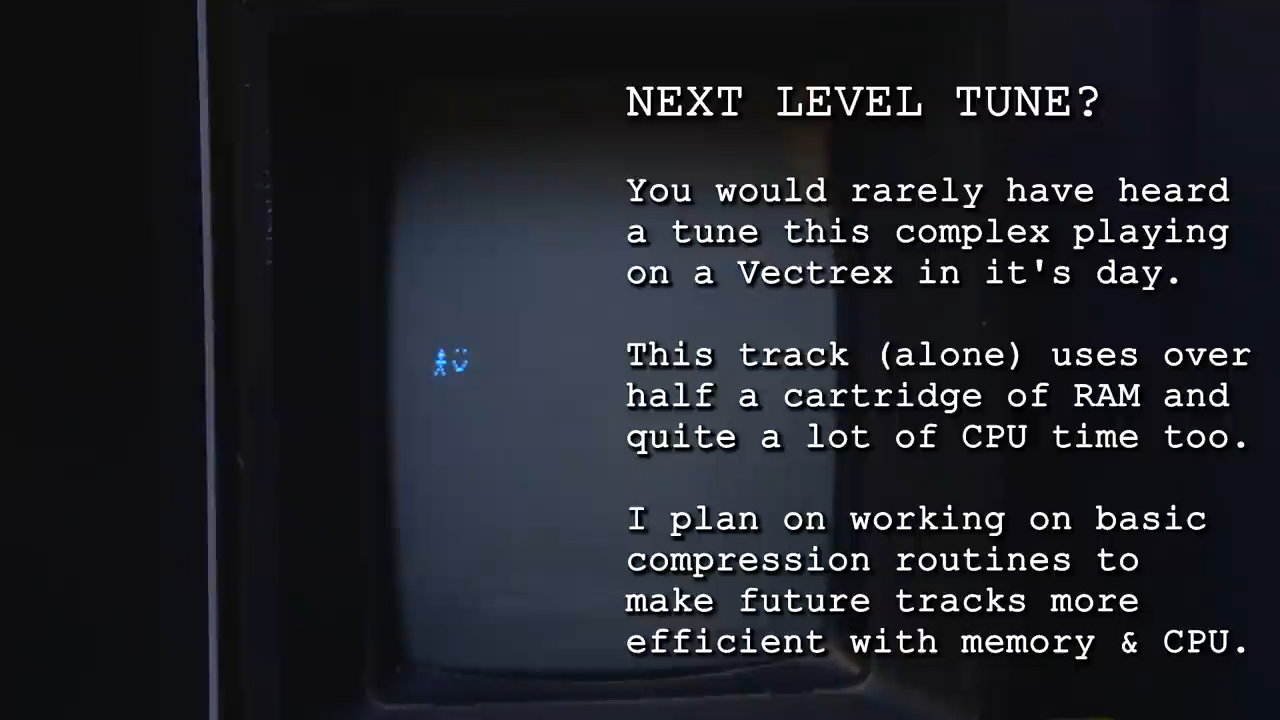 NEXT LEVEL TUNE?
You would rarely have heard
a tune this complex playing
on a Vectrex in it's day.
This track (alone) uses over
half a cartridge of RAM and
quite a lot of CPU time too.
I plan on working on basic
compression routines to
make future tracks more
efficient with memory & CPU.